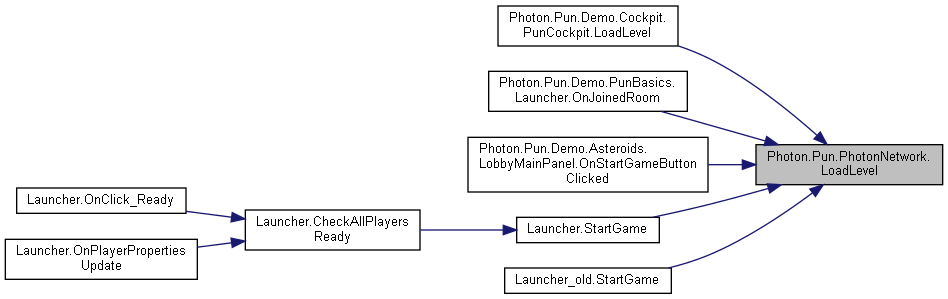 Photon.Pun.Demo.Cockpit.
PunCockpit.LoadLevel
Photon.Pun.Demo.PunBasics.
Launcher.OnJoinedRoom
Photon.Pun.Demo.Asteroids.
LobbyMainPanel.OnStartGameButton
Clicked
Photon.Pun.PhotonNetwork.
LoadLevel
Launcher.OnClick_Ready
Launcher.CheckAllPlayers
Ready
Launcher.StartGame
Launcher.OnPlayerProperties
Update
Launcher_old.StartGame